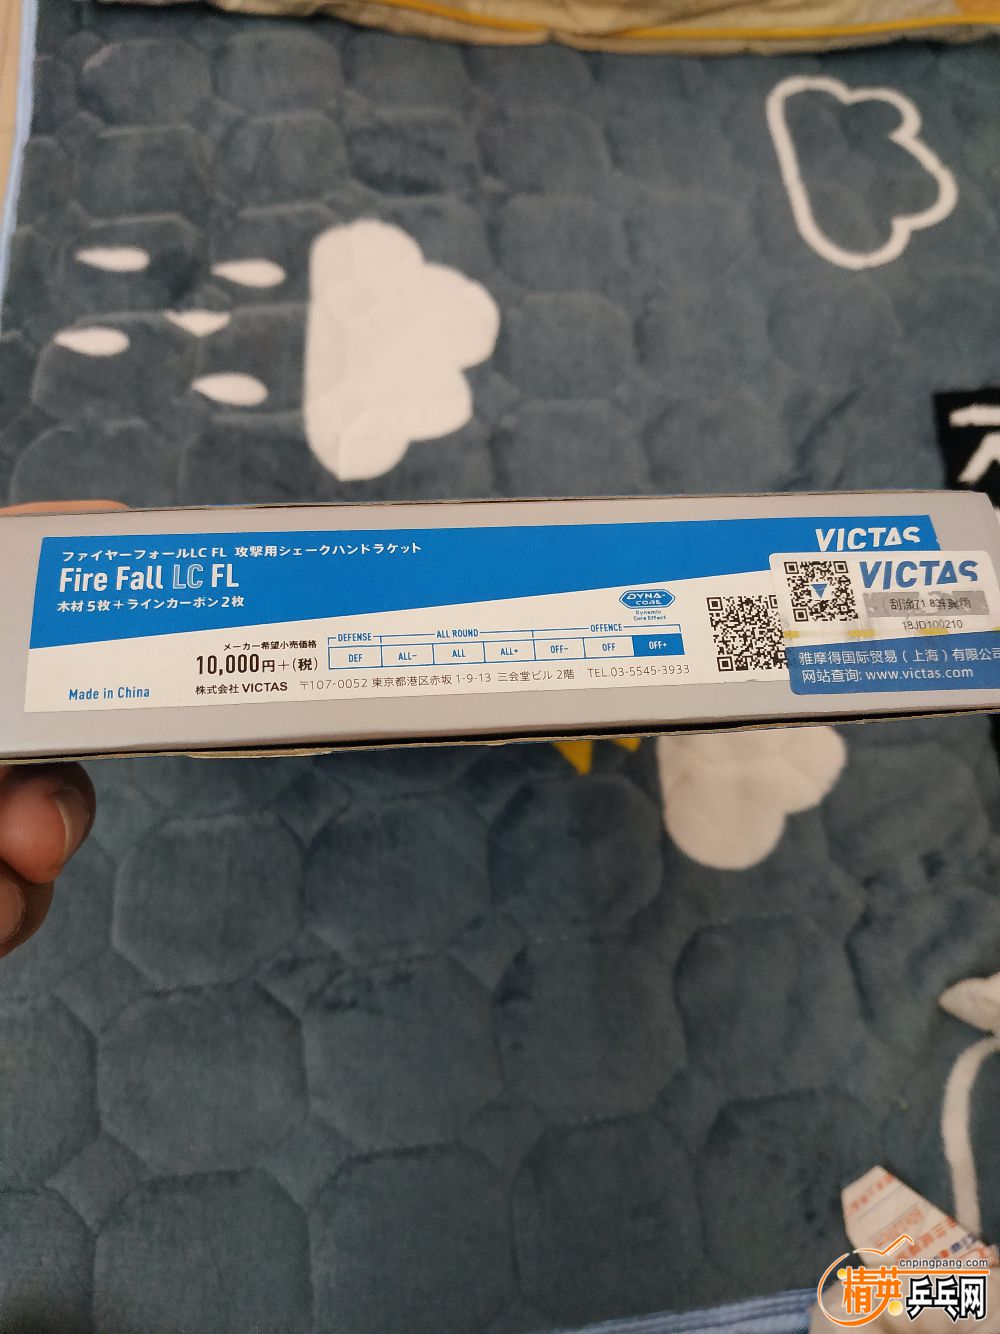 ファイヤーフォールLC FL 攻撃用シェークハンドラケット
VICTAS
Fire Fall LC FL
木材5枚＋ラインカーボン2枚
メーカー希望小売価格
10,000円＋(税)
Made in China
DEFENSE
ALL ROUND
OFFENCE
DEF
ALL−
ALL
ALL+
OFF−
OFF
OFF+
DYNA-
CORE
Dynamic
Core Effect
株式会社 VICTAS 〒107-0052 東京都港区赤坂 1-9-13 三会堂ビル 2階 TEL.03-5545-3933
VICTAS
刮涂
18JD100210
雅摩得国际贸易（上海）有限公司
网站查询: www.victas.com
cnpingpang.com
精英乒乓网